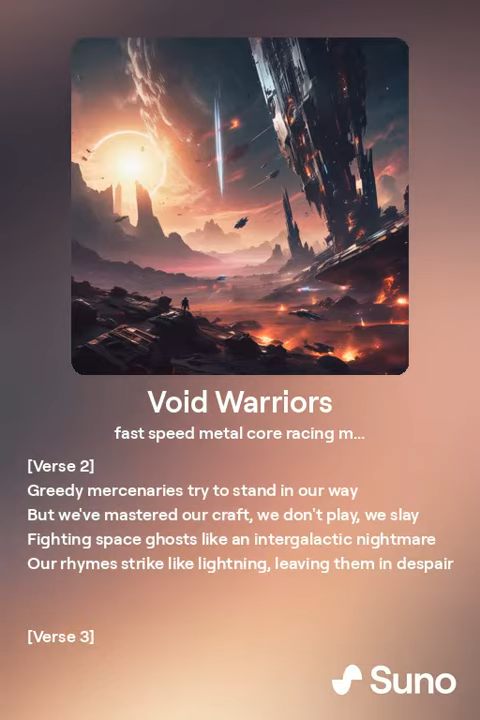 Void Warriors
fast speed metal core racing m...
[Verse 2]
Greedy mercenaries try to stand in our way
But we've mastered our craft, we don't play, we slay
Fighting space ghosts like an intergalactic nightmare
Our rhymes strike like lightning, leaving them in despair
[Verse 3]
Suno